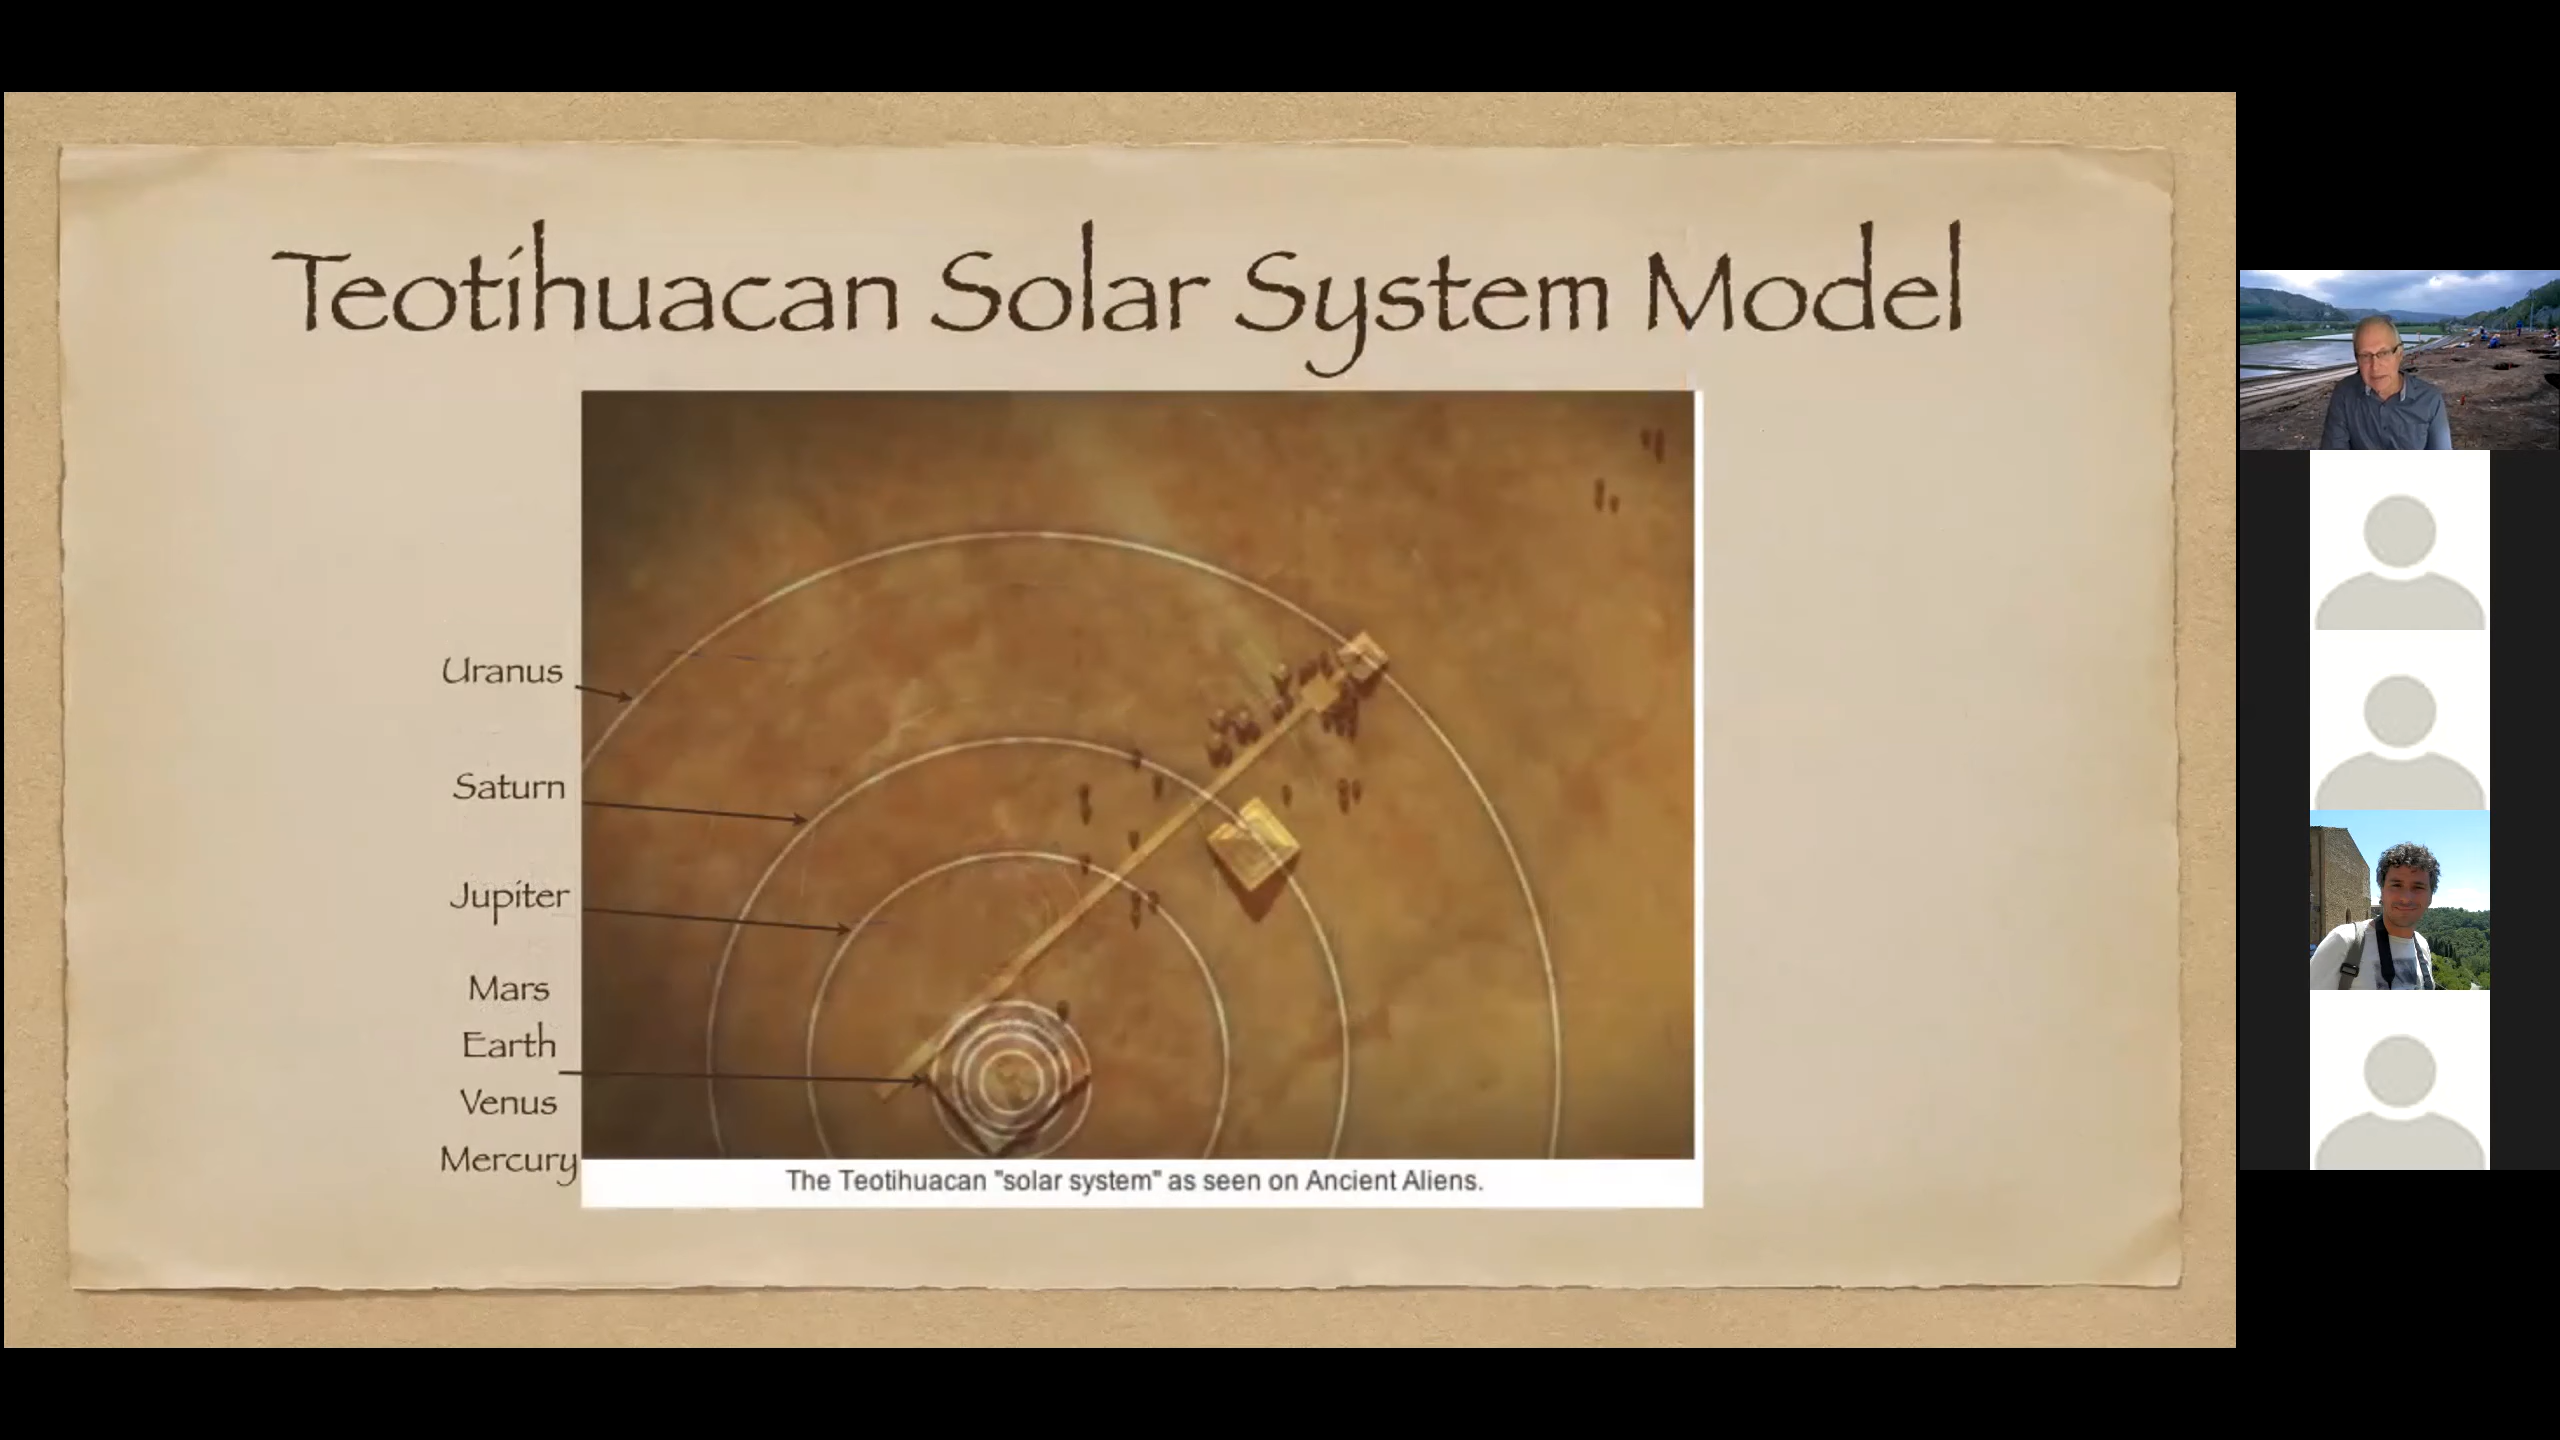 Teotihuacan Solar System Model
Uranus
Saturn
Jupiter
Mars
Earth
Venus
Mercury
The Teotihuacan "solar system" as seen on Ancient Aliens.